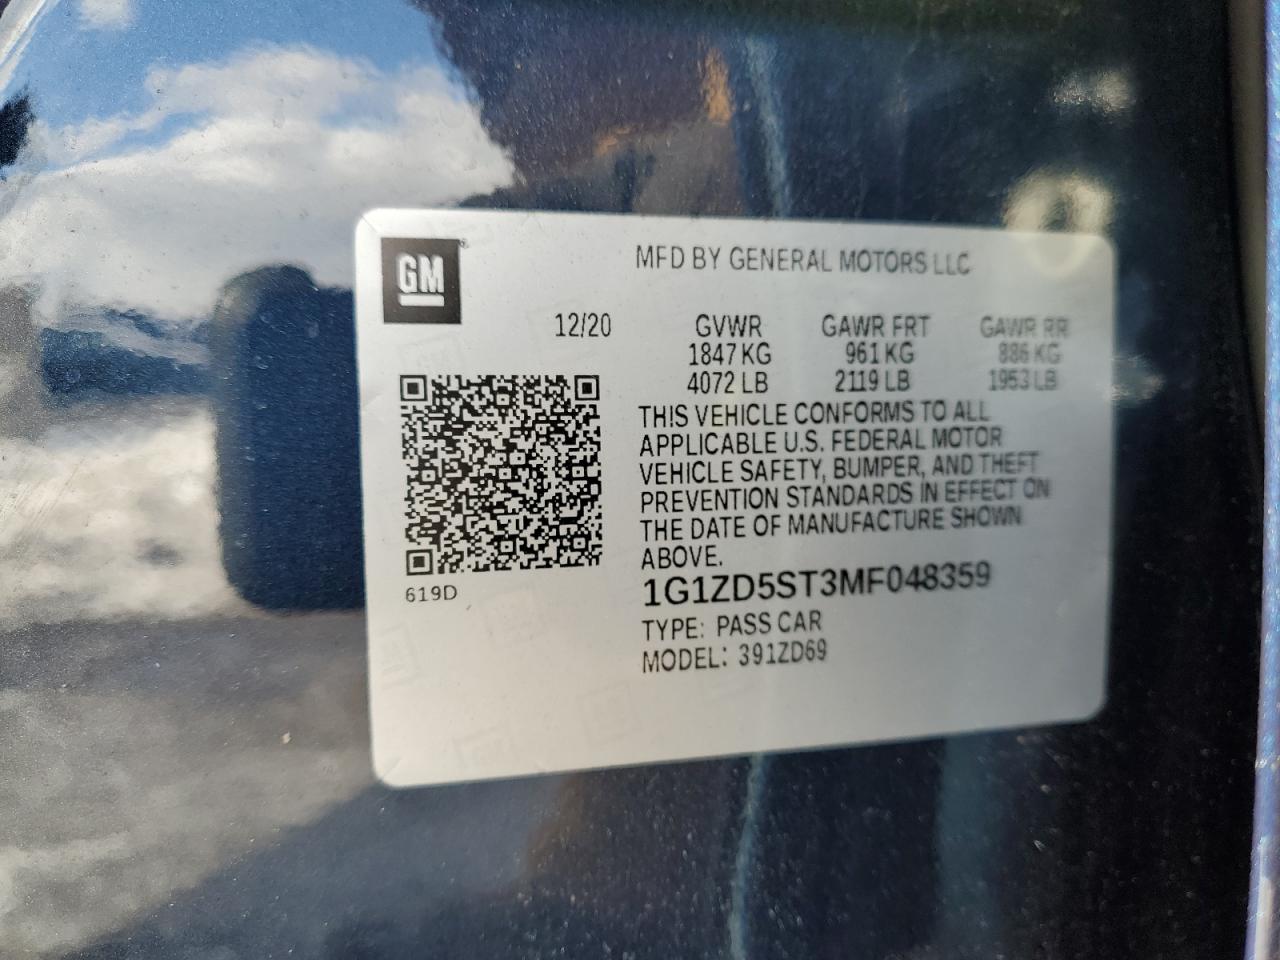 GM
MFD BY GENERAL MOTORS LLC
12/20 GVWR GAWR FRT GAWR RR
1847 KG 961 KG 886 KG
4072 LB 2119 LB 1953 LB
THIS VEHICLE CONFORMS TO ALL
APPLICABLE U.S. FEDERAL MOTOR
VEHICLE SAFETY, BUMPER, AND THEFT
PREVENTION STANDARDS IN EFFECT ON
THE DATE OF MANUFACTURE SHOWN
ABOVE.
619D
1G1ZD5ST3MF048359
TYPE: PASS CAR
MODEL: 391ZD69